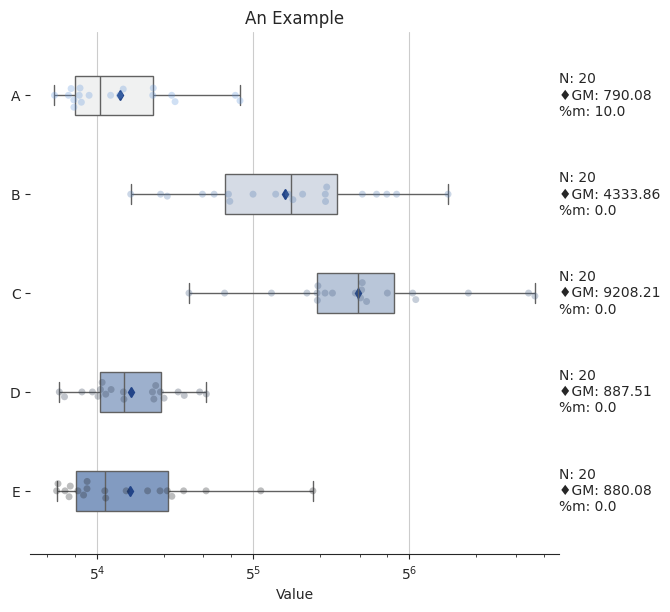 An Example
A
N: 20
♦GM: 790.08
%m: 10.0
B
N: 20
♦GM: 4333.86
%m: 0.0
C
N: 20
♦GM: 9208.21
%m: 0.0
D
N: 20
♦GM: 887.51
%m: 0.0
E
N: 20
♦GM: 880.08
%m: 0.0
5⁴ 5⁵ 5⁶
Value